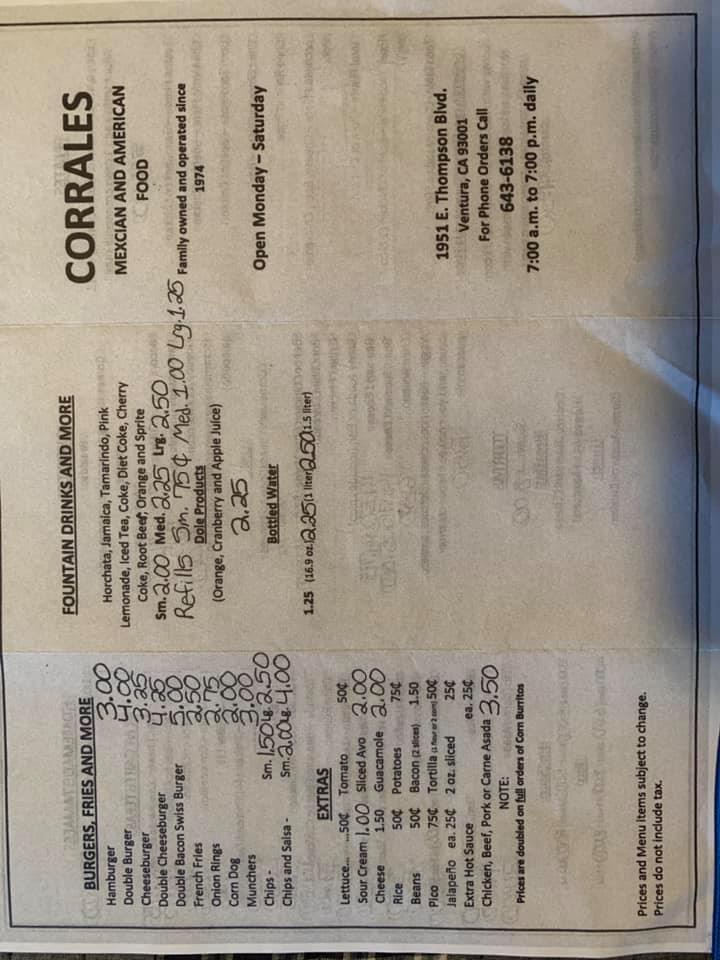 BURGERS, FRIES AND MORE
Hamburger 3.00
Double Burger 4.00
Cheeseburger 3.25
Double Cheeseburger 4.25
Double Bacon Swiss Burger 5.00
French Fries 2.50
Onion Rings 2.75
Corn Dog 2.00
Munchers 3.00
Chips - Sm. 1.50 Lg. 2.50
Chips and Salsa - Sm. 2.00 Lg. 4.00
EXTRAS
Lettuce... ...50¢ Tomato 50¢
Sour Cream 1.00 Sliced Avo 2.00
Cheese 1.50 Guacamole 2.00
Rice 50¢ Potatoes 75¢
Beans 50¢ Bacon (2 slices) 1.50
Pico 75¢ Tortilla (1 flour or 2 corn) 50¢
Jalapeño ea. 25¢ 2 oz. sliced 25¢
Extra Hot Sauce ea. 25¢
Chicken, Beef, Pork or Carne Asada 3.50
NOTE:
Prices are doubled on full orders of Corn Burritos
Prices and Menu Items subject to change.
Prices do not include tax.
FOUNTAIN DRINKS AND MORE
Horchata, Jamaica, Tamarindo, Pink
Lemonade, Iced Tea, Coke, Diet Coke, Cherry
Coke, Root Beer, Orange and Sprite
Sm. 2.00 Med. 2.25 Lrg. 2.50
Refills Sm. 75¢ Med. 1.00 Lrg. 1.25
Dole Products
(Orange, Cranberry and Apple Juice)
2.25
Bottled Water
1.25 (16.9 oz.) 2.25 (1 liter) 2.50 (1.5 liter)
CORRALES
MEXCIAN AND AMERICAN
FOOD
Family owned and operated since
1974
Open Monday – Saturday
1951 E. Thompson Blvd.
Ventura, CA 93001
For Phone Orders Call
643-6138
7:00 a.m. to 7:00 p.m. daily